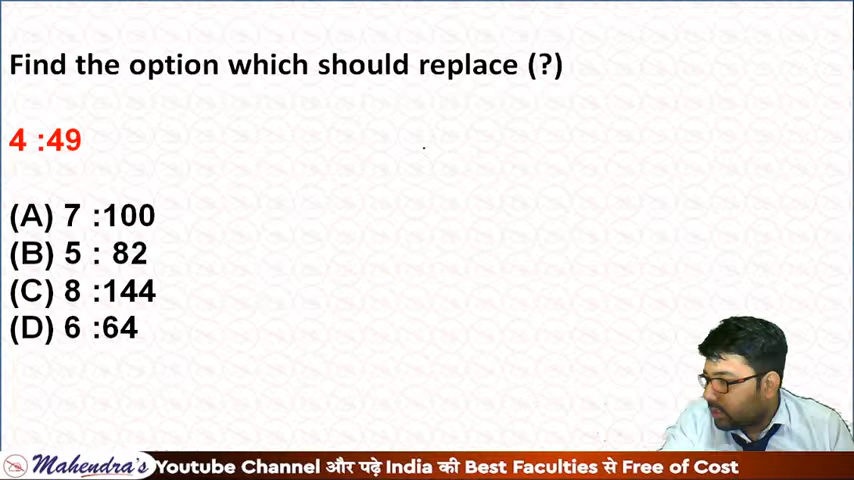 Find the option which should replace (?)
4 :49
(A) 7 :100
(B) 5 : 82
(C) 8 :144
(D) 6 :64
Mahendra's Youtube Channel और पढ़े India की Best Faculties से Free of Cost